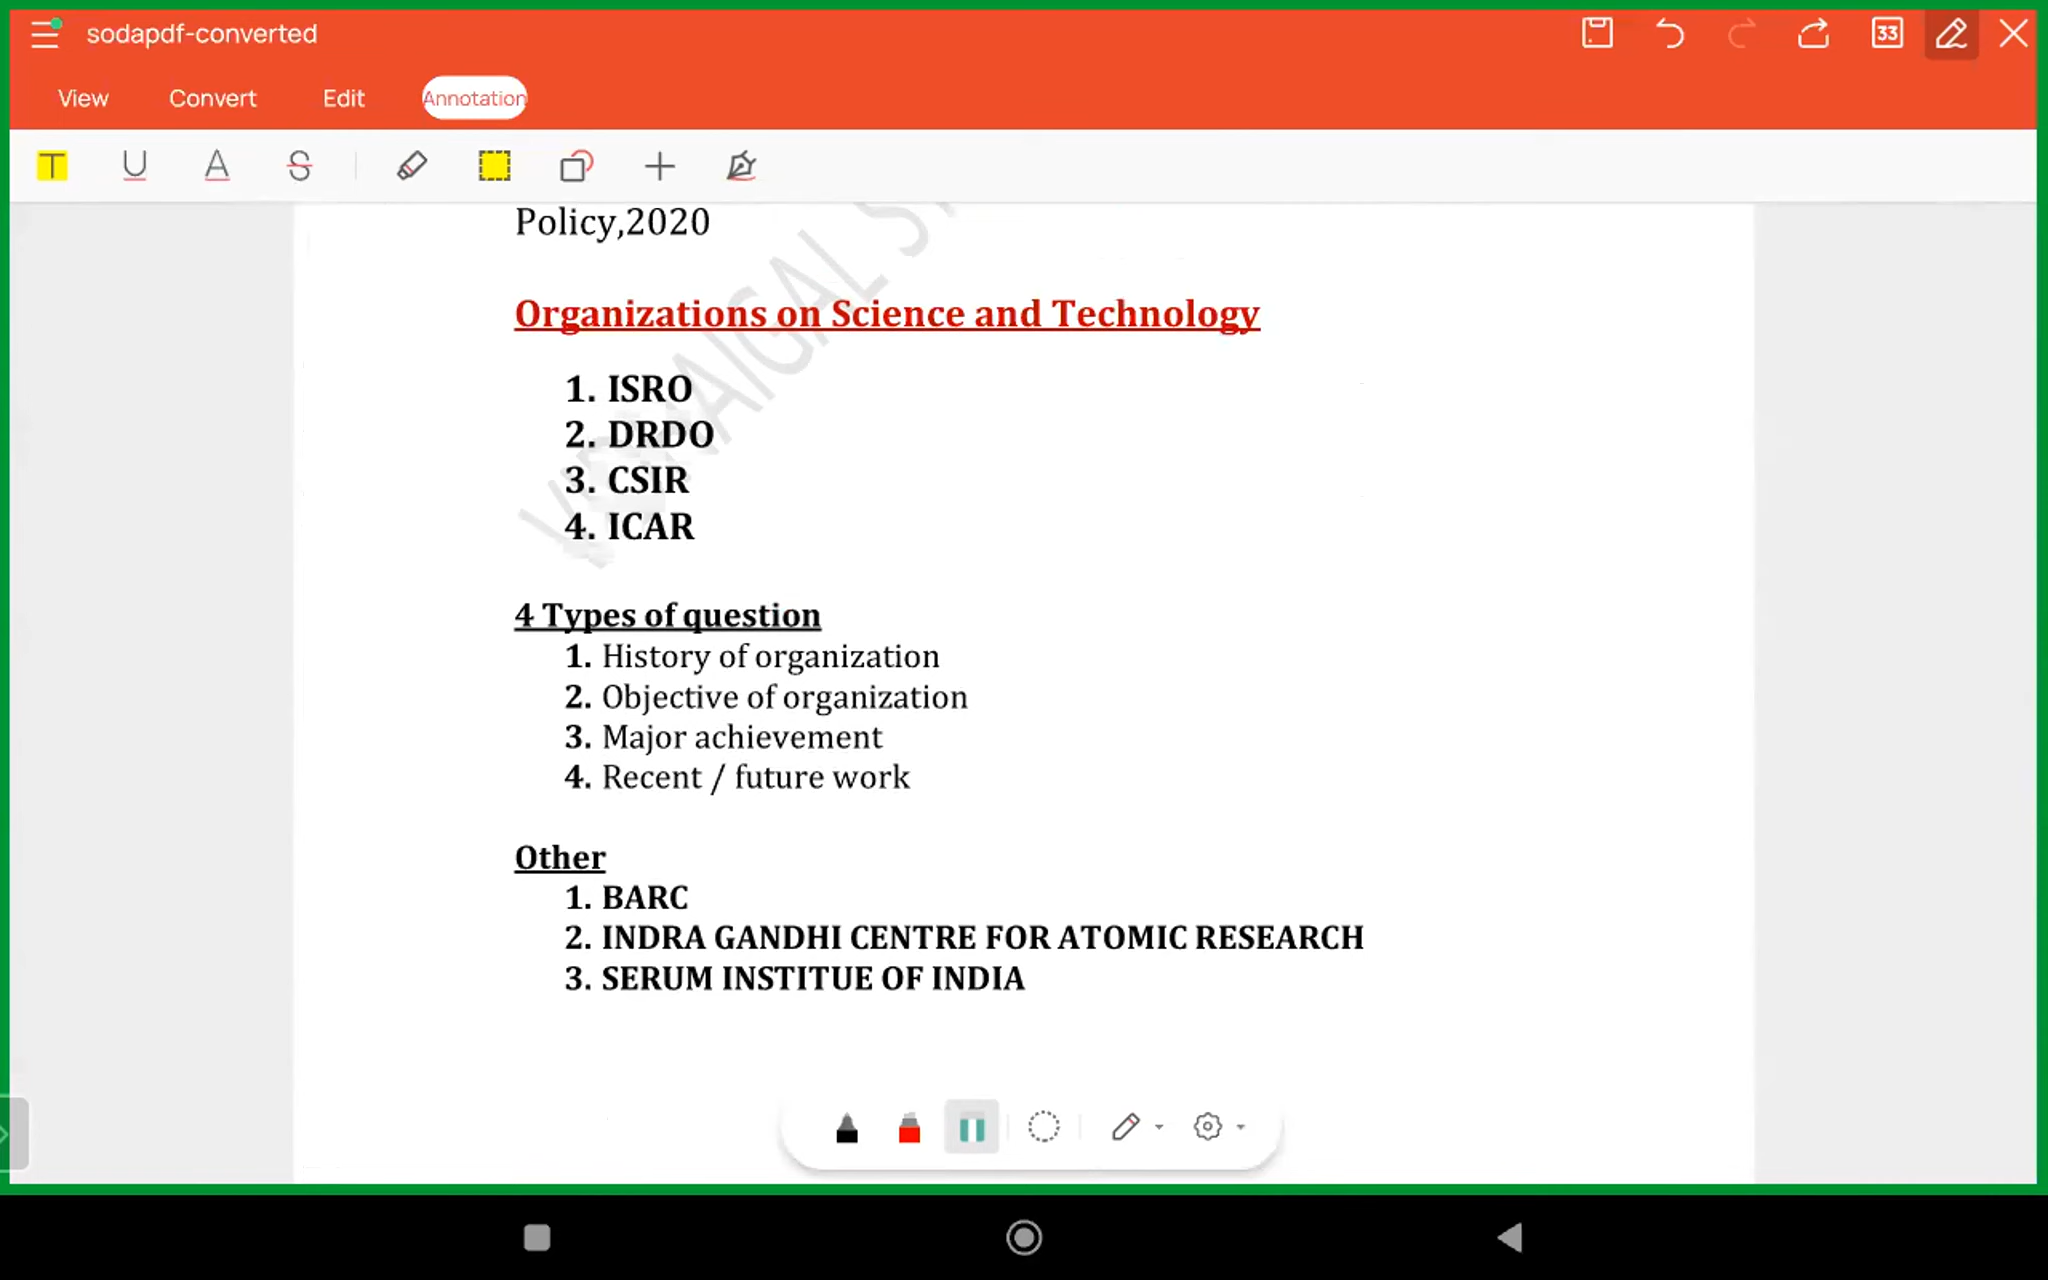 sodapdf-converted
33
View Convert Edit Annotation
T U A S
Policy,2020
Organizations on Science and Technology
1. ISRO
2. DRDO
3. CSIR
4. ICAR
4 Types of question
1. History of organization
2. Objective of organization
3. Major achievement
4. Recent / future work
Other
1. BARC
2. INDRA GANDHI CENTRE FOR ATOMIC RESEARCH
3. SERUM INSTITUE OF INDIA